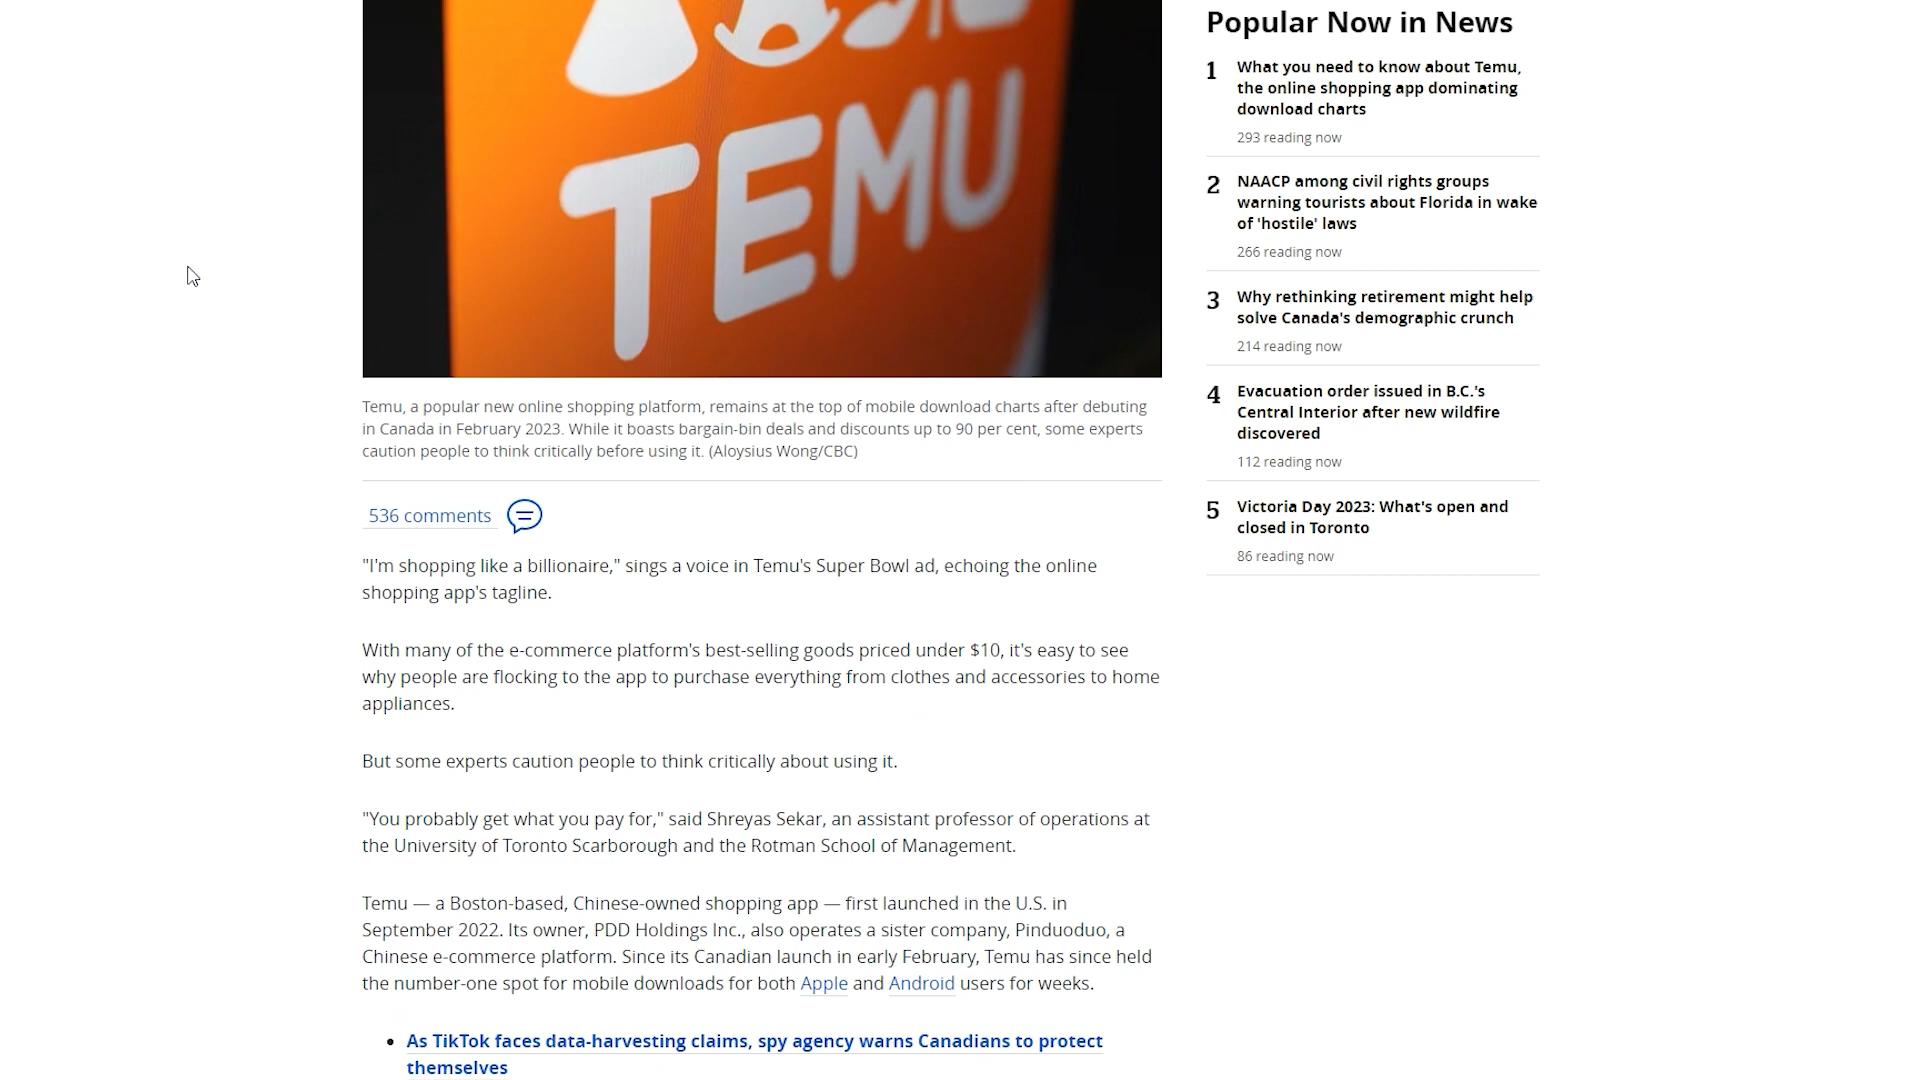 TEMU
Temu, a popular new online shopping platform, remains at the top of mobile download charts after debuting
in Canada in February 2023. While it boasts bargain-bin deals and discounts up to 90 per cent, some experts
caution people to think critically before using it. (Aloysius Wong/CBC)
536 comments
"I'm shopping like a billionaire," sings a voice in Temu's Super Bowl ad, echoing the online
shopping app's tagline.
With many of the e-commerce platform's best-selling goods priced under $10, it's easy to see
why people are flocking to the app to purchase everything from clothes and accessories to home
appliances.
But some experts caution people to think critically about using it.
"You probably get what you pay for," said Shreyas Sekar, an assistant professor of operations at
the University of Toronto Scarborough and the Rotman School of Management.
Temu — a Boston-based, Chinese-owned shopping app — first launched in the U.S. in
September 2022. Its owner, PDD Holdings Inc., also operates a sister company, Pinduoduo, a
Chinese e-commerce platform. Since its Canadian launch in early February, Temu has since held
the number-one spot for mobile downloads for both Apple and Android users for weeks.
• As TikTok faces data-harvesting claims, spy agency warns Canadians to protect
themselves
Popular Now in News
1 What you need to know about Temu,
the online shopping app dominating
download charts
293 reading now
2 NAACP among civil rights groups
warning tourists about Florida in wake
of 'hostile' laws
266 reading now
3 Why rethinking retirement might help
solve Canada's demographic crunch
214 reading now
4 Evacuation order issued in B.C.'s
Central Interior after new wildfire
discovered
112 reading now
5 Victoria Day 2023: What's open and
closed in Toronto
86 reading now